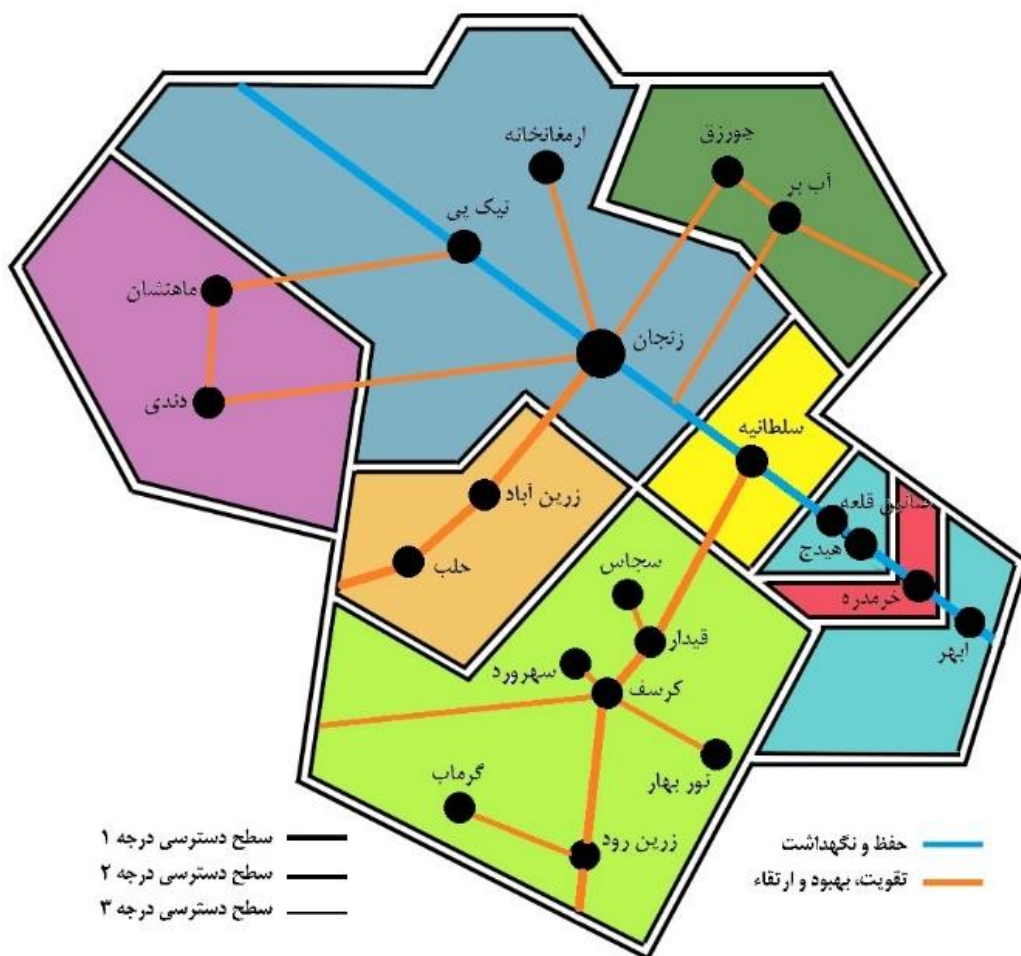 ارمغانخانه
چورزق
آب بر
نیک پی
ماهنشان
زنجان
دندی
سلطانیه
زرین آباد
صائین قلعه
هیدج
حلب
سجاس
خرمدره
قیدار
ابهر
سهرورد
کرسف
نور بهار
گرماب
زرین رود
سطح دسترسی درجه ۱
سطح دسترسی درجه ۲
سطح دسترسی درجه ۳
حفظ و نگهداشت
تقویت، بهبود و ارتقاء